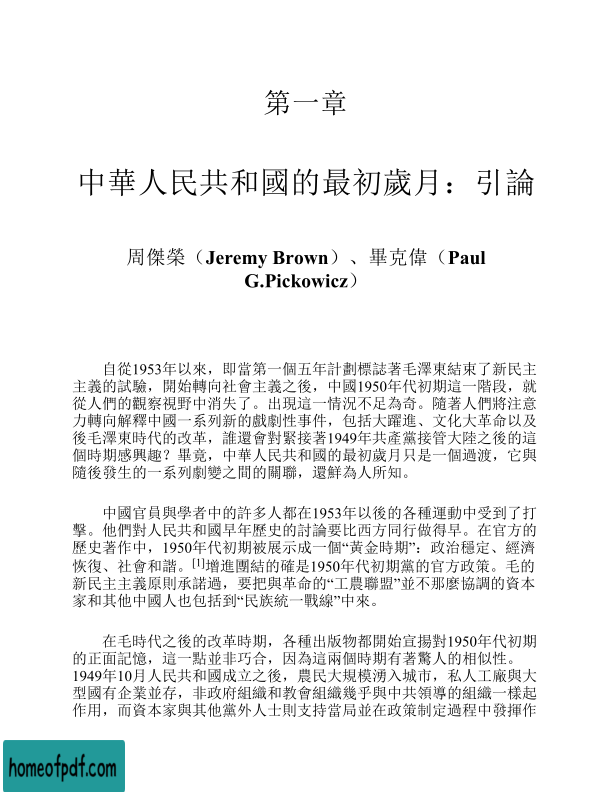 第一章
中華人民共和國的最初歲月：引論
周傑榮（Jeremy Brown）、畢克偉（Paul
G.Pickowicz）
自從1953年以來，即當第一個五年計劃標誌著毛澤東結束了新民主
主義的試驗，開始轉向社會主義之後，中國1950年代初期這一階段，就
從人們的觀察視野中消失了。出現這一情況不足為奇。隨著人們將注意
力轉向解釋中國一系列新的戲劇性事件，包括大躍進、文化大革命以及
後毛澤東時代的改革，誰還會對緊接著1949年共產黨接管大陸之後的這
個時期感興趣？畢竟，中華人民共和國的最初歲月只是一個過渡，它與
隨後發生的一系列劇變之間的關聯，還鮮為人所知。
中國官員與學者中的許多人都在1953年以後的各種運動中受到了打
擊。他們對人民共和國早年歷史的討論要比西方同行做得早。在官方的
歷史著作中，1950年代初期被展示成一個“黃金時期”：政治穩定、經濟
恢復、社會和諧。[1]增進團結的確是1950年代初期黨的官方政策。毛的
新民主主義原則承諾過，要把與革命的“工農聯盟”並不那麼協調的資本
家和其他中國人也包括到“民族統一戰線”中來。
在毛時代之後的改革時期，各種出版物都開始宣揚對1950年代初期
的正面記憶，這一點並非巧合，因為這兩個時期有著驚人的相似性。
1949年10月人民共和國成立之後，農民大規模湧入城市，私人工廠與大
型國有企業並存，非政府組織和教會組織幾乎與中共領導的組織一樣起
作用，而資本家與其他黨外人士則支持當局並在政策制定過程中發揮作
homeofpdf.com